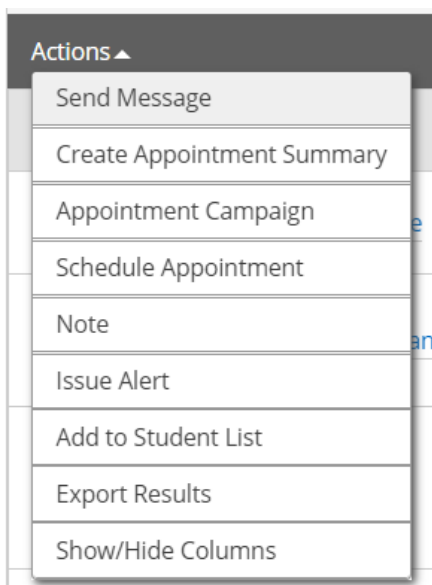 Actions
Send Message
Create Appointment Summary
Appointment Campaign
Schedule Appointment
Note
Issue Alert
Add to Student List
Export Results
Show/Hide Columns